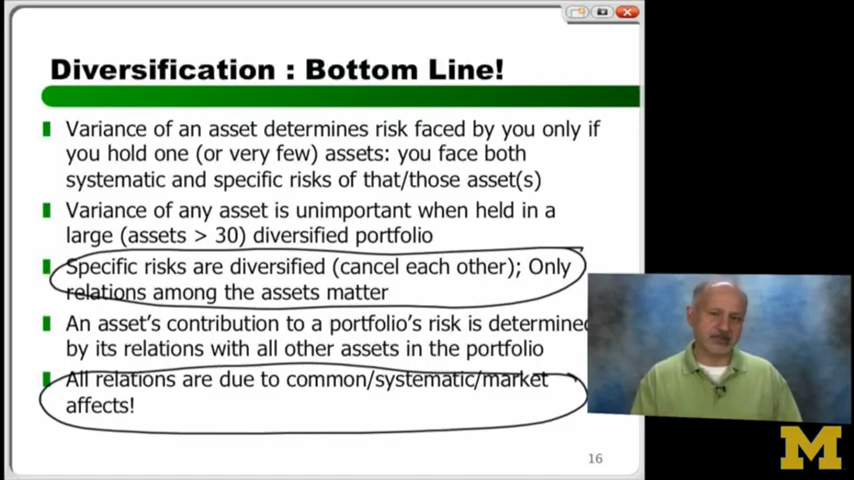 Diversification : Bottom Line!
Variance of an asset determines risk faced by you only if
you hold one (or very few) assets: you face both
systematic and specific risks of that/those asset(s)
Variance of any asset is unimportant when held in a
large (assets > 30) diversified portfolio
Specific risks are diversified (cancel each other); Only
relations among the assets matter
An asset's contribution to a portfolio's risk is determined
by its relations with all other assets in the portfolio
All relations are due to common/systematic/market
affects!
16
M